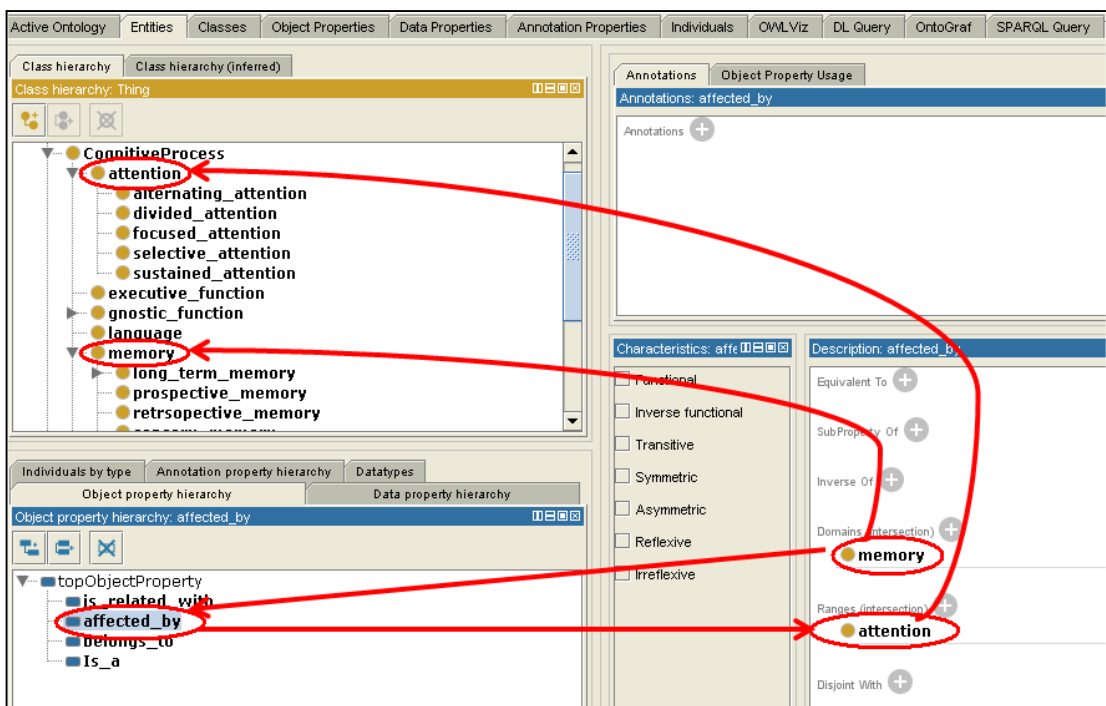 Active Ontology Entities Classes Object Properties Data Properties Annotation Properties Individuals OWLViz DL Query OntoGraf SPARQL Query
Class hierarchy Class hierarchy (inferred)
Class hierarchy: Thing
CognitiveProcess
attention
alternating_attention
divided_attention
focused_attention
selective_attention
sustained_attention
executive_function
gnostic_function
language
memory
long_term_memory
prospective_memory
retrsopective_memory
Individuals by type Annotation property hierarchy Datatypes
Object property hierarchy Data property hierarchy
Object property hierarchy: affected_by
topObjectProperty
is_related_with
affected_by
belongs_to
Is_a
Annotations Object Property Usage
Annotations: affected_by
Annotations
Characteristics: affe
Functional
Inverse functional
Transitive
Symmetric
Asymmetric
Reflexive
Irreflexive
Description: affected_by
Equivalent To
SubProperty Of
Inverse Of
Domains (intersection)
memory
Ranges (intersection)
attention
Disjoint With